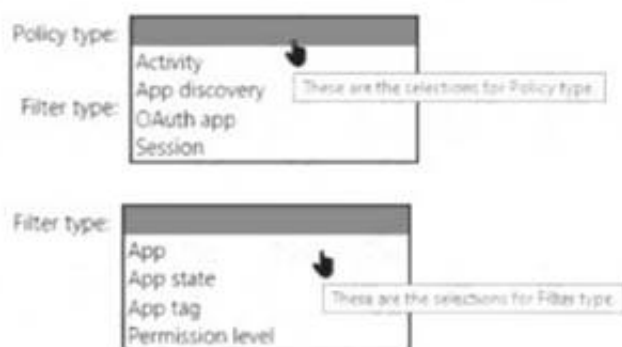 Policy type:
Activity
App discovery
These are the selections for Policy type.
Filter type:
OAuth app
Session
Filter type:
App
App state
These are the selections for Filter type.
App tag
Permission level